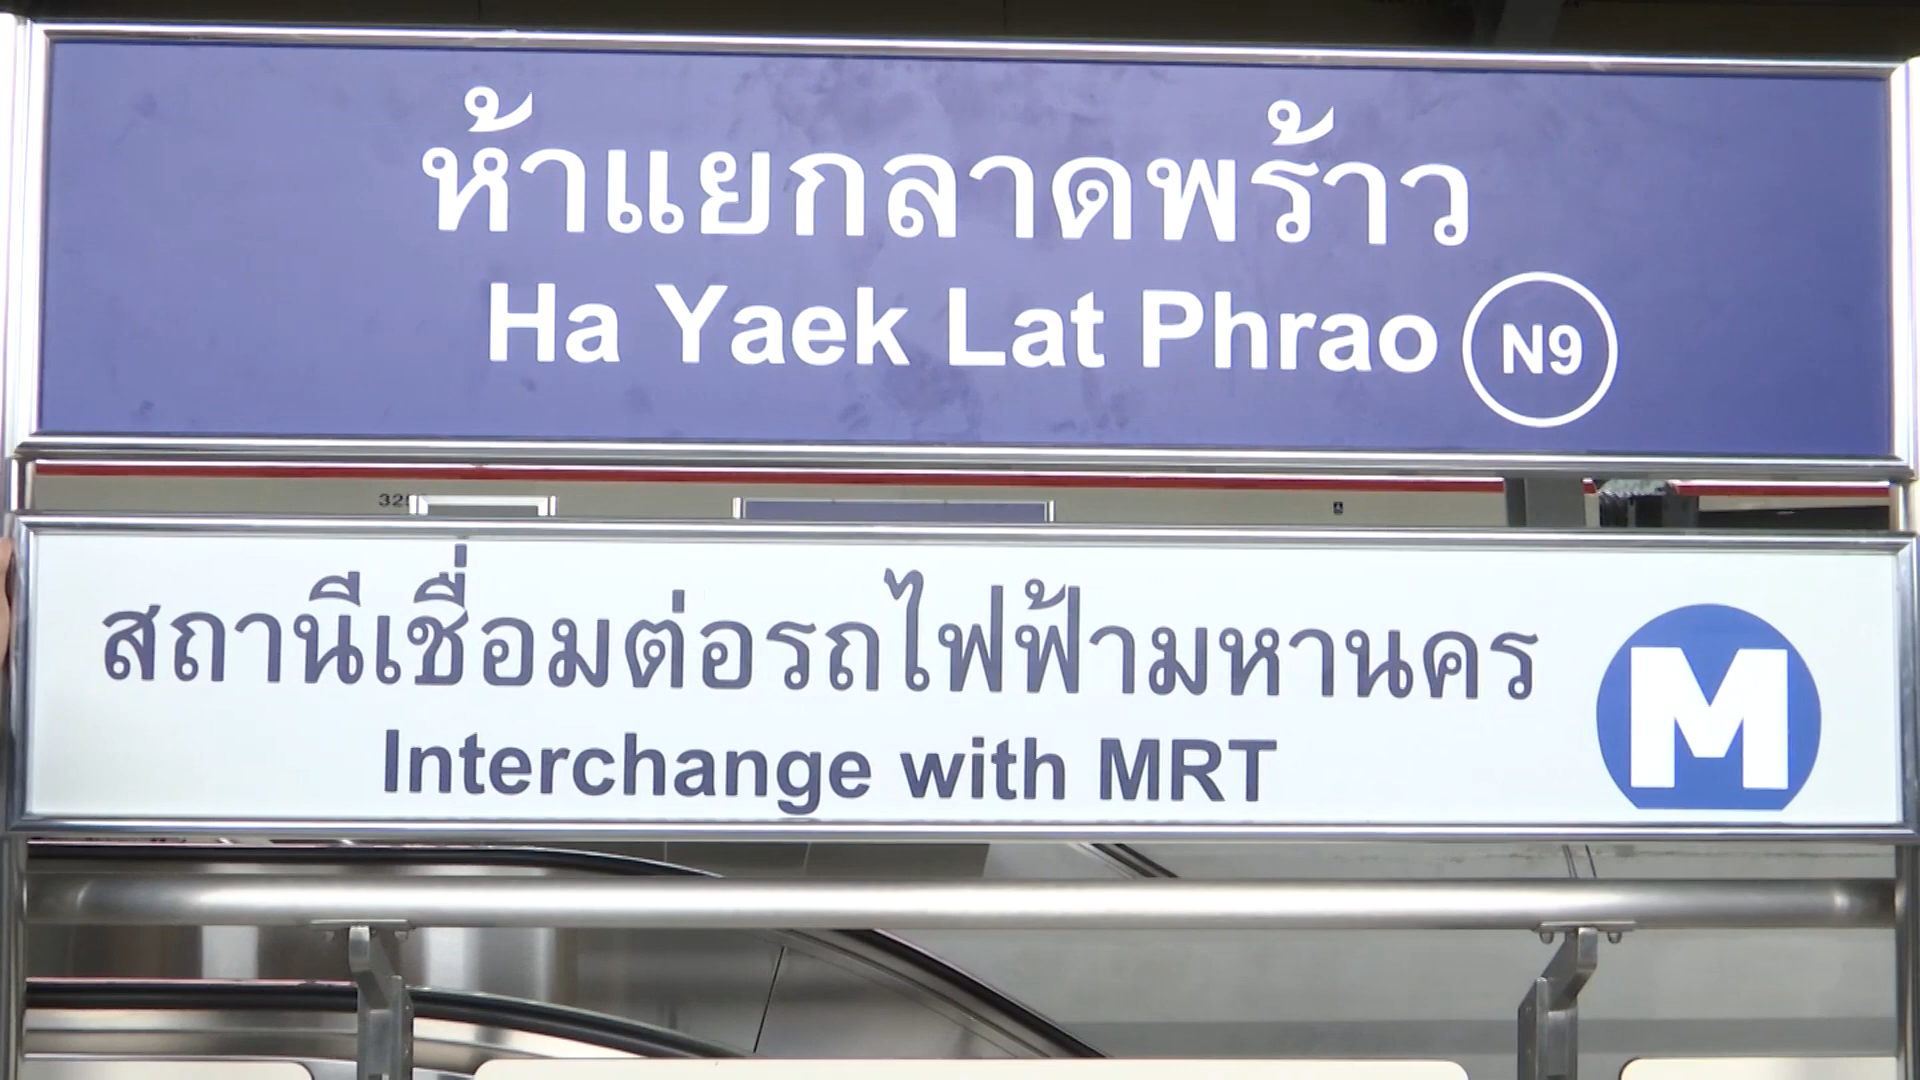 ห้าแยกลาดพร้าว
Ha Yaek Lat Phrao N9
สถานีเชื่อมต่อรถไฟฟ้ามหานคร
Interchange with MRT
M